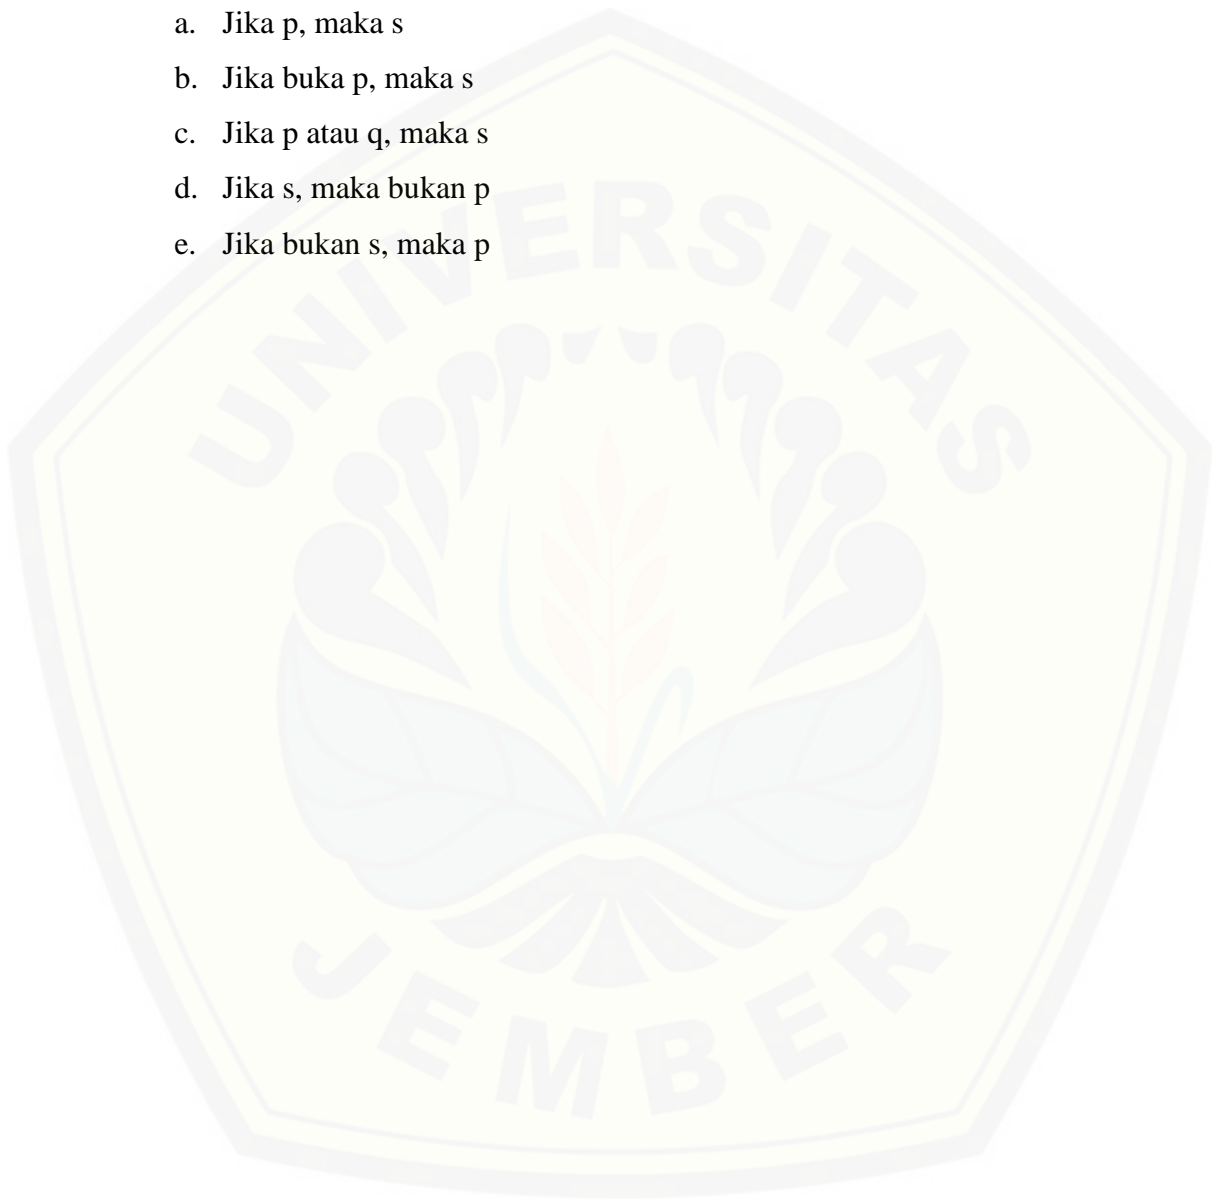 a. Jika p, maka s
b. Jika buka p, maka s
c. Jika p atau q, maka s
d. Jika s, maka bukan p
e. Jika bukan s, maka p
UNIVERSITAS
JEMBER